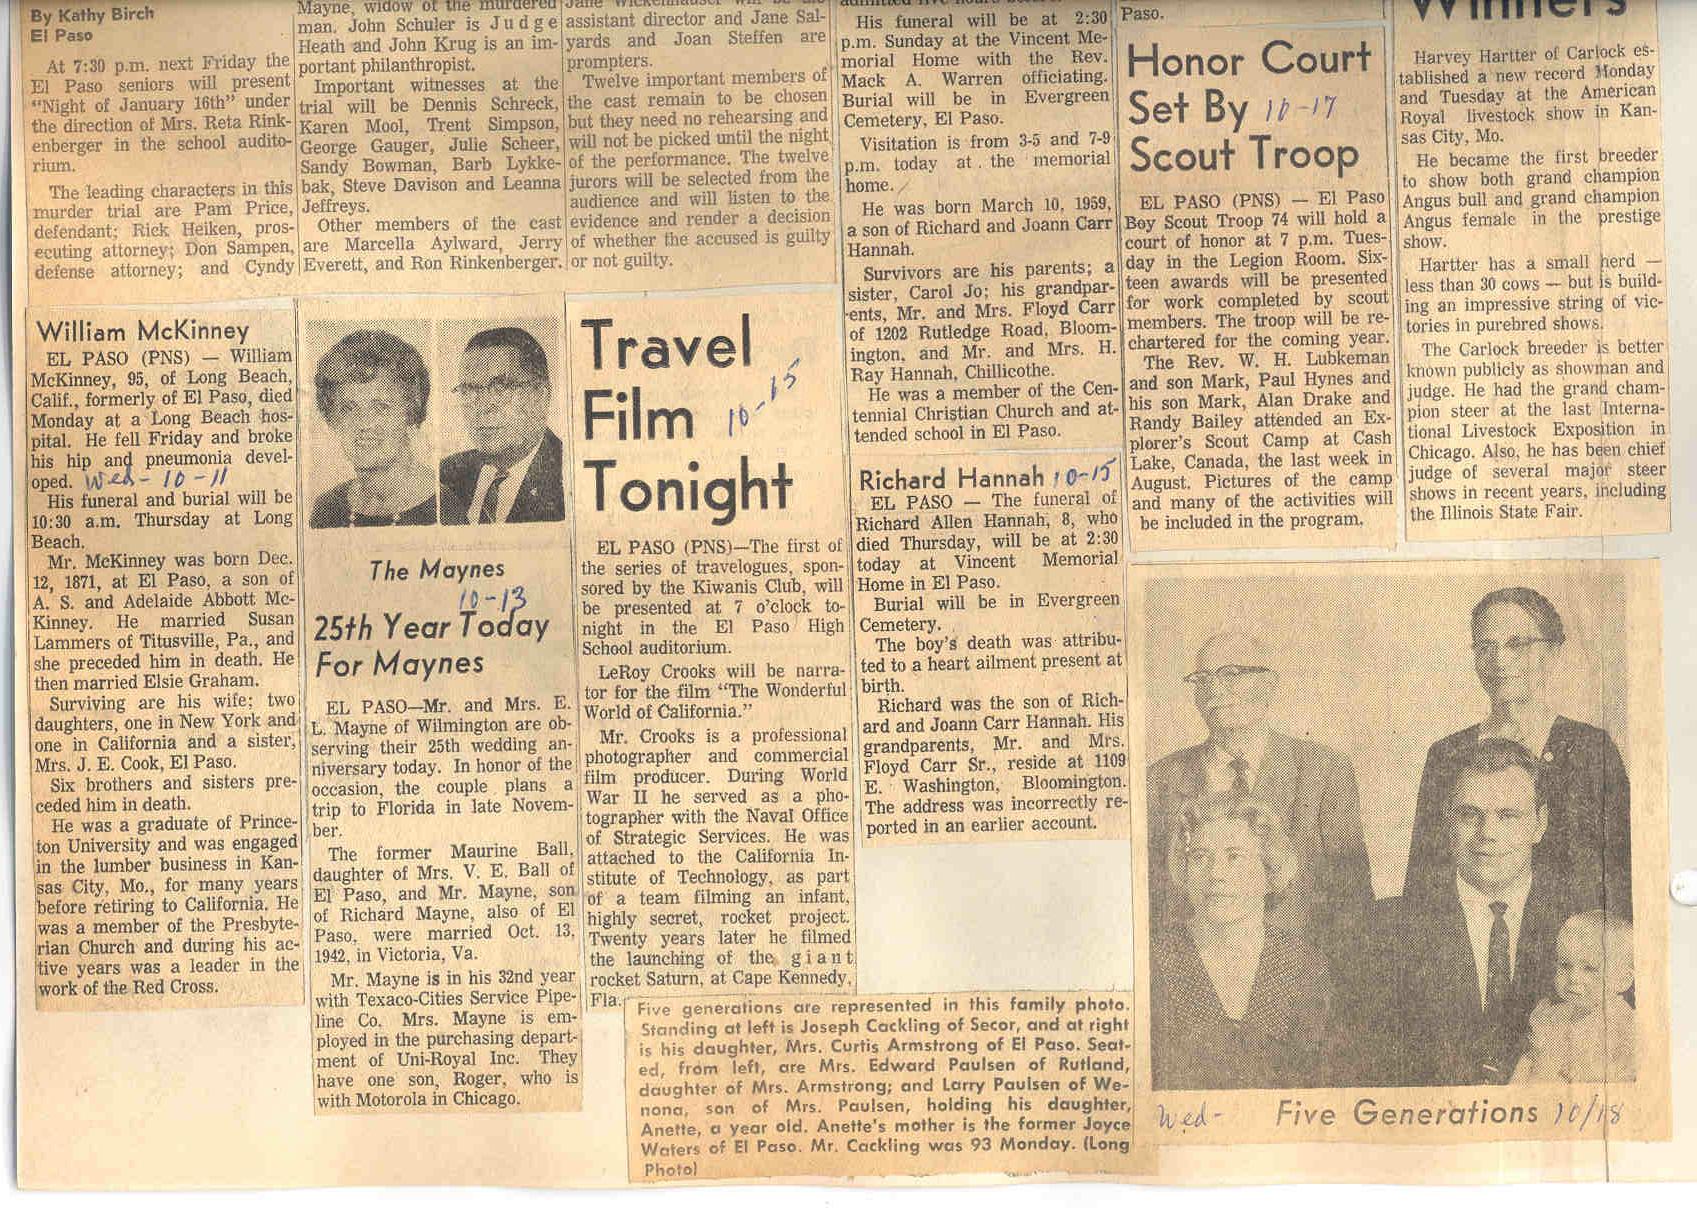 By Kathy Birch
El Paso
At 7:30 p.m. next Friday the
El Paso seniors will present
"Night of January 16th" under
the direction of Mrs. Reta Rink-
enberger in the school audito-
rium.
The leading characters in this
murder trial are Pam Price,
defendant; Rick Heiken, pros-
ecuting attorney; Don Sampen,
defense attorney; and Cyndy
Mayne, widow of the murdered
man. John Schuler is Judge
Heath and John Krug is an im-
portant philanthropist.
Important witnesses at the
trial will be Dennis Schreck,
Karen Mool, Trent Simpson,
George Gauger, Julie Scheer,
Sandy Bowman, Barb Lykke-
bak, Steve Davison and Leanna
Jeffreys.
Other members of the cast
are Marcella Aylward, Jerry
Everett, and Ron Rinkenberger.
assistant director and Jane Sal-
yards and Joan Steffen are
prompters.
Twelve important members of
the cast remain to be chosen
but they need no rehearsing and
will not be picked until the night
of the performance. The twelve
jurors will be selected from the
audience and will listen to the
evidence and render a decision
of whether the accused is guilty
or not guilty.
William McKinney
EL PASO (PNS) — William
McKinney, 95, of Long Beach,
Calif., formerly of El Paso, died
Monday at a Long Beach hos-
pital. He fell Friday and broke
his hip and pneumonia devel-
oped. Wed- 10-11
His funeral and burial will be
10:30 a.m. Thursday at Long
Beach.
Mr. McKinney was born Dec.
12, 1871, at El Paso, a son of
A. S. and Adelaide Abbott Mc-
Kinney. He married Susan
Lammers of Titusville, Pa., and
she preceded him in death. He
then married Elsie Graham.
Surviving are his wife; two
daughters, one in New York and
one in California and a sister,
Mrs. J. E. Cook, El Paso.
Six brothers and sisters pre-
ceded him in death.
He was a graduate of Prince-
ton University and was engaged
in the lumber business in Kan-
sas City, Mo., for many years
before retiring to California. He
was a member of the Presbyte-
rian Church and during his ac-
tive years was a leader in the
work of the Red Cross.
The Maynes
10-13
25th Year Today
For Maynes
EL PASO—Mr. and Mrs. E.
L. Mayne of Wilmington are ob-
serving their 25th wedding an-
niversary today. In honor of the
occasion, the couple plans a
trip to Florida in late Novem-
ber.
The former Maurine Ball,
daughter of Mrs. V. E. Ball of
El Paso, and Mr. Mayne, son
of Richard Mayne, also of El
Paso, were married Oct. 13,
1942, in Victoria, Va.
Mr. Mayne is in his 32nd year
with Texaco-Cities Service Pipe-
line Co. Mrs. Mayne is em-
ployed in the purchasing depart-
ment of Uni-Royal Inc. They
have one son, Roger, who is
with Motorola in Chicago.
Travel
Film 10-15
Tonight
EL PASO (PNS)—The first of
the series of travelogues, spon-
sored by the Kiwanis Club, will
be presented at 7 o'clock to-
night in the El Paso High
School auditorium.
LeRoy Crooks will be narra-
tor for the film "The Wonderful
World of California."
Mr. Crooks is a professional
photographer and commercial
film producer. During World
War II he served as a pho-
tographer with the Naval Office
of Strategic Services. He was
attached to the California In-
stitute of Technology, as part
of a team filming an infant,
highly secret, rocket project.
Twenty years later he filmed
the launching of the giant
rocket Saturn, at Cape Kennedy,
Fla.
His funeral will be at 2:30
p.m. Sunday at the Vincent Me-
morial Home with the Rev.
Mack A. Warren officiating.
Burial will be in Evergreen
Cemetery, El Paso.
Visitation is from 3-5 and 7-9
p.m. today at the memorial
home.
He was born March 10, 1959,
a son of Richard and Joann Carr
Hannah.
Survivors are his parents; a
sister, Carol Jo; his grandpar-
ents, Mr. and Mrs. Floyd Carr
of 1202 Rutledge Road, Bloom-
ington, and Mr. and Mrs. H.
Ray Hannah, Chillicothe.
He was a member of the Cen-
tennial Christian Church and at-
tended school in El Paso.
Richard Hannah 10-15
EL PASO — The funeral of
Richard Allen Hannah, 8, who
died Thursday, will be at 2:30
today at Vincent Memorial
Home in El Paso.
Burial will be in Evergreen
Cemetery.
The boy's death was attribu-
ted to a heart ailment present at
birth.
Richard was the son of Rich-
ard and Joann Carr Hannah. His
grandparents, Mr. and Mrs.
Floyd Carr Sr., reside at 1109
E. Washington, Bloomington.
The address was incorrectly re-
ported in an earlier account.
Paso.
Honor Court
Set By 10-17
Scout Troop
EL PASO (PNS) — El Paso
Boy Scout Troop 74 will hold a
court of honor at 7 p.m. Tues-
day in the Legion Room. Six-
teen awards will be presented
for work completed by scout
members. The troop will be re-
chartered for the coming year.
The Rev. W. H. Lubkeman
and son Mark, Paul Hynes and
his son Mark, Alan Drake and
Randy Bailey attended an Ex-
plorer's Scout Camp at Cash
Lake, Canada, the last week in
August. Pictures of the camp
and many of the activities will
be included in the program.
Winners
Harvey Hartter of Carlock es-
tablished a new record Monday
and Tuesday at the American
Royal livestock show in Kan-
sas City, Mo.
He became the first breeder
to show both grand champion
Angus bull and grand champion
Angus female in the prestige
show.
Hartter has a small herd —
less than 30 cows — but is build-
ing an impressive string of vic-
tories in purebred shows.
The Carlock breeder is better
known publicly as showman and
judge. He had the grand cham-
pion steer at the last Interna-
tional Livestock Exposition in
Chicago. Also, he has been chief
judge of several major steer
shows in recent years, including
the Illinois State Fair.
Five generations are represented in this family photo.
Standing at left is Joseph Cackling of Secor, and at right
is his daughter, Mrs. Curtis Armstrong of El Paso. Seat-
ed, from left, are Mrs. Edward Paulsen of Rutland,
daughter of Mrs. Armstrong; and Larry Paulsen of We-
nona, son of Mrs. Paulsen, holding his daughter,
Anette, a year old. Anette's mother is the former Joyce
Waters of El Paso. Mr. Cackling was 93 Monday. (Long
Photo)
Wed- Five Generations 10/18